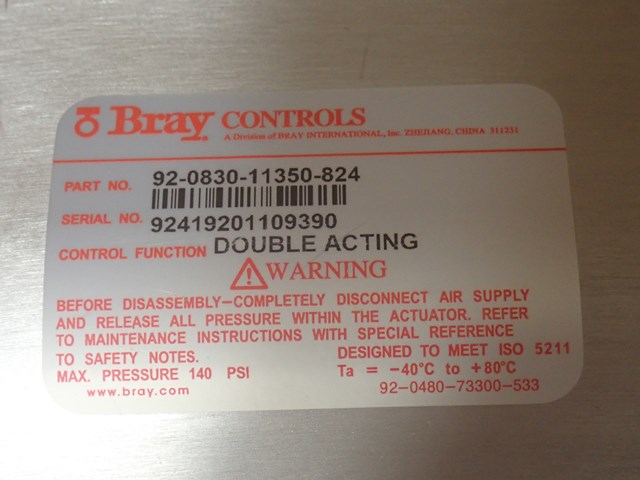 Bray CONTROLS
A Division of BRAY INTERNATIONAL, Inc. ZHEJIANG, CHINA 311231
PART NO. 92-0830-11350-824
SERIAL NO. 92419201109390
CONTROL FUNCTION DOUBLE ACTING
WARNING
BEFORE DISASSEMBLY-COMPLETELY DISCONNECT AIR SUPPLY
AND RELEASE ALL PRESSURE WITHIN THE ACTUATOR. REFER
TO MAINTENANCE INSTRUCTIONS WITH SPECIAL REFERENCE
TO SAFETY NOTES. DESIGNED TO MEET ISO 5211
MAX. PRESSURE 140 PSI Ta = -40°C to +80°C
www.bray.com 92-0480-73300-533